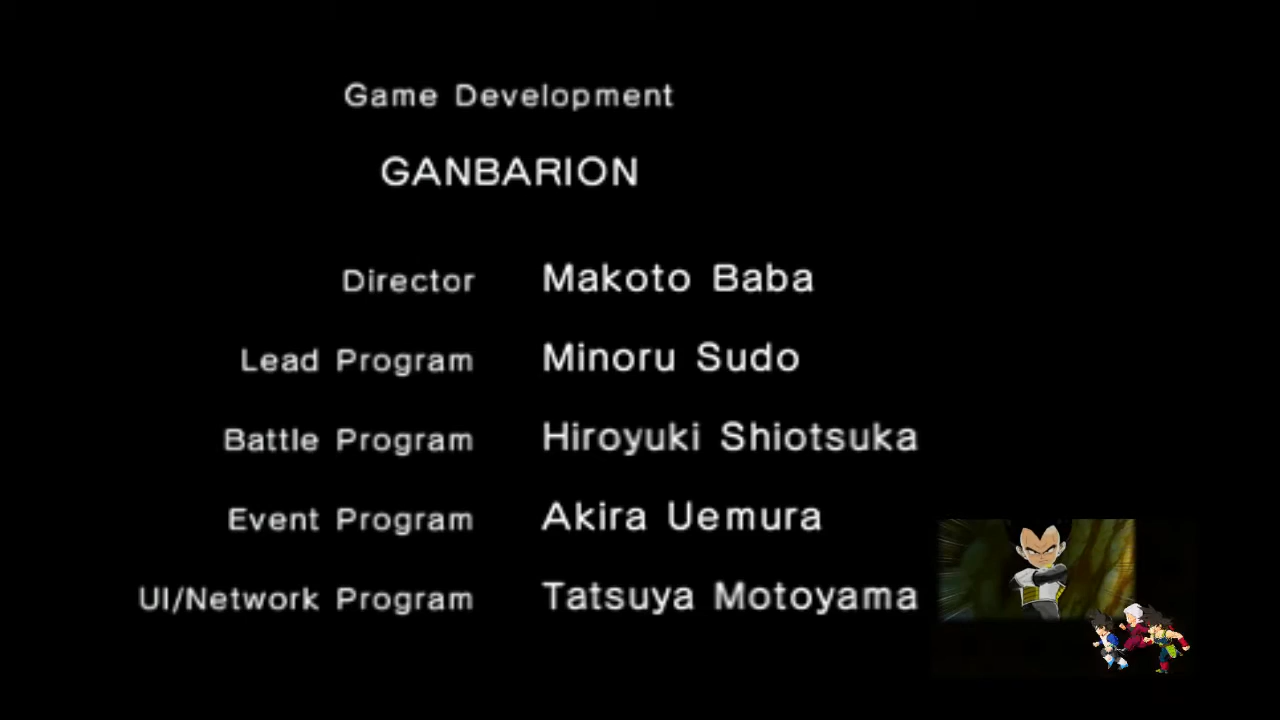 Game Development
GANBARION
Director Makoto Baba
Lead Program Minoru Sudo
Battle Program Hiroyuki Shiotsuka
Event Program Akira Uemura
UI/Network Program Tatsuya Motoyama